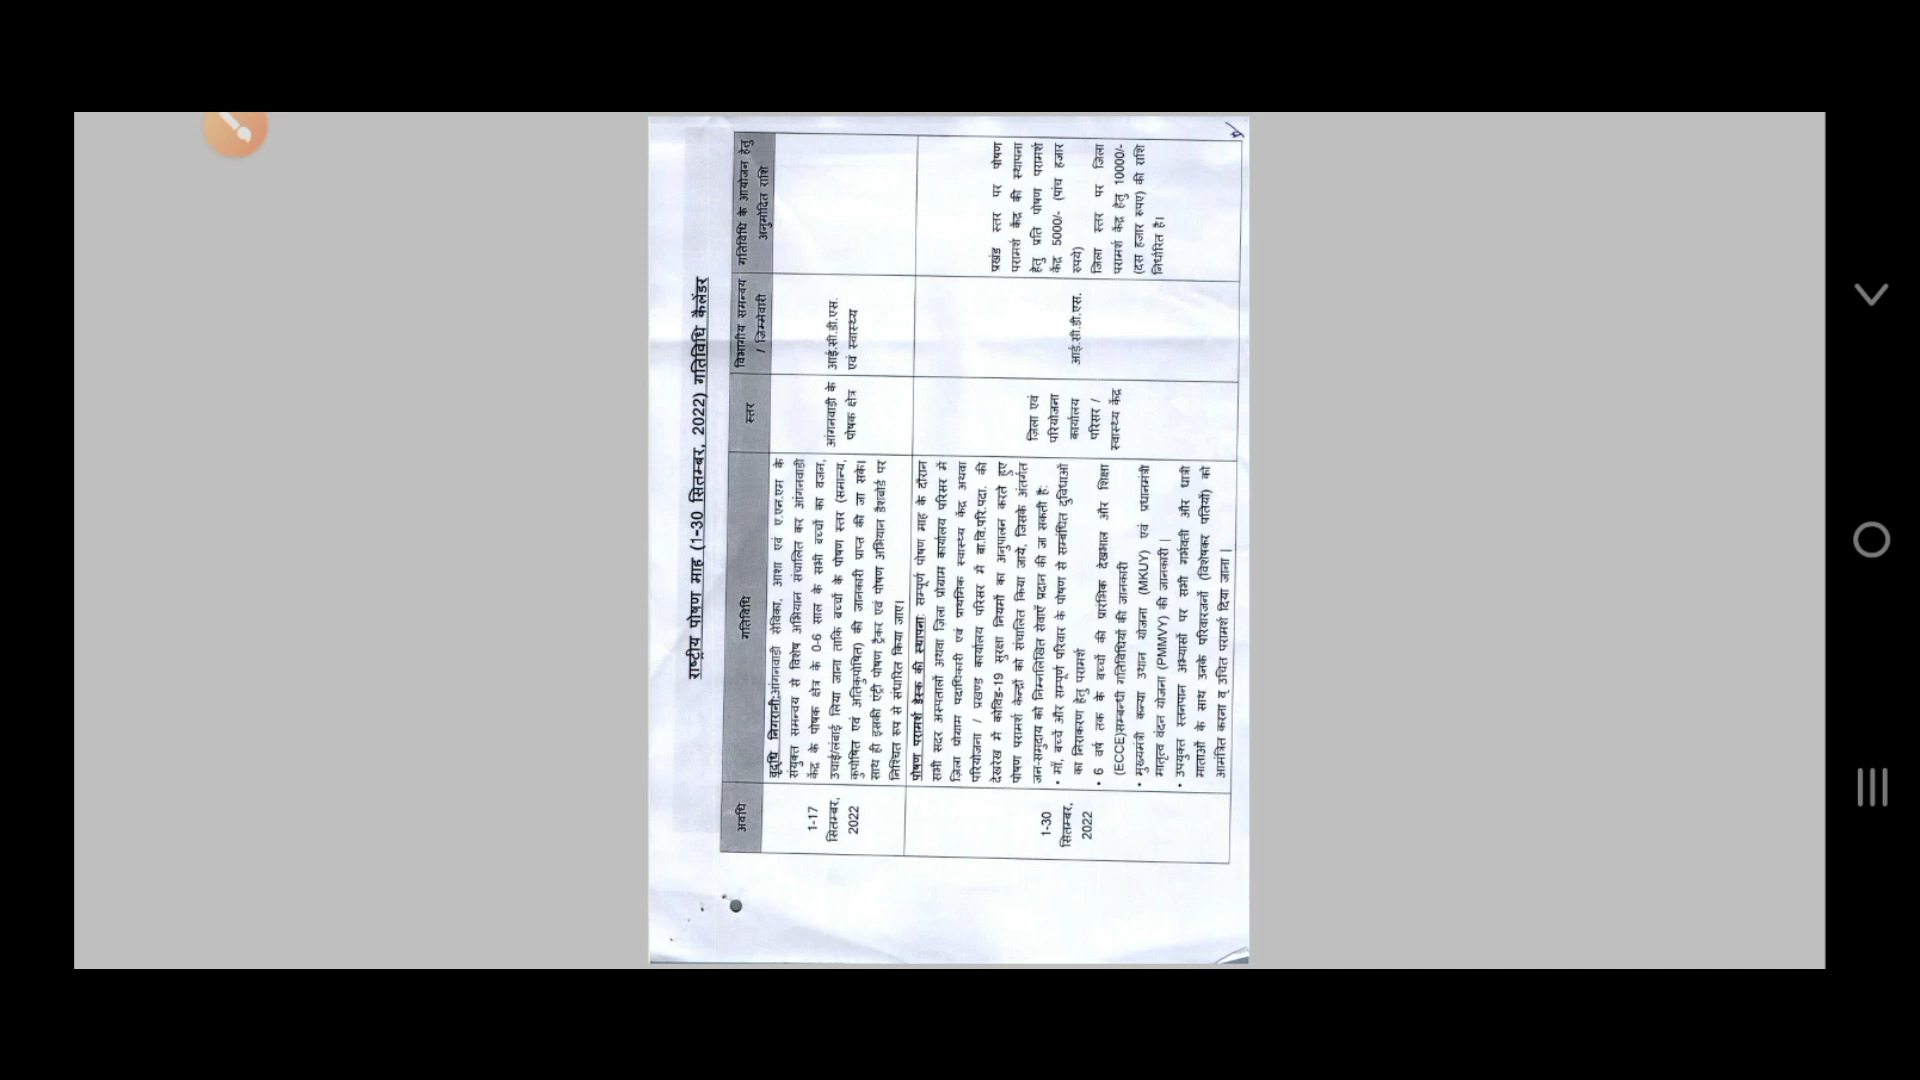 राष्ट्रीय पोषण माह (1-30 सितम्बर, 2022) गतिविधि कैलेंडर
अवधि
गतिविधि
स्तर
विभागीय समन्वय
/ जिम्मेवारी
गतिविधि के आयोजन हेतु
अनुमोदित राशि
1-17
सितम्बर,
2022
वृद्धि निगरानी:आंगनवाड़ी सेविका, आशा एवं ए.एन.एम के
संयुक्त समन्वय से विशेष अभियान संचालित कर आंगनवाड़ी
केंद्र के पोषक क्षेत्र के 0-6 साल के सभी बच्चों का वजन,
उचाई/लंबाई लिया जाना ताकि बच्चों के पोषण स्तर (समान्य,
कुपोषित एवं अतिकुपोषित) की जानकारी प्राप्त की जा सके।
साथ ही इसकी एंट्री पोषण ट्रैकर एवं पोषण अभियान डैशबोर्ड पर
निश्चित रूप से संधारित किया जाए।
आंगनवाड़ी के
पोषक क्षेत्र
आई.सी.डी.एस.
एवं स्वास्थ्य
1-30
सितम्बर,
2022
पोषण परामर्श डेस्क की स्थापना: सम्पूर्ण पोषण माह के दौरान
सभी सदर अस्पतालों अथवा ज़िला प्रोग्राम कार्यालय परिसर में
ज़िला प्रोग्राम पदाधिकारी एवं प्राथमिक स्वास्थ्य केंद्र अथवा
परियोजना / प्रखण्ड कार्यालय परिसर में बा.वि.परि.पदा. की
देखरेख में कोविड-19 सुरक्षा नियमों का अनुपालन करते हुए
पोषण परामर्श केन्द्रों को संचालित किया जाये, जिसके अंतर्गत
जन-समुदाय को निम्नलिखित सेवाएँ प्रदान की जा सकती है:
• माँ, बच्चें और सम्पूर्ण परिवार के पोषण से सम्बंधित दुविधाओं
का निराकरण हेतु परामर्श
• 6 वर्ष तक के बच्चों की प्रारंभिक देखभाल और शिक्षा
(ECCE)सम्बन्धी गतिविधियों की जानकारी
• मुख्यमंत्री कन्या उथान योजना (MKUY) एवं प्रधानमंत्री
मातृत्व वंदन योजना (PMMVY) की जानकारी |
• उपयुक्त स्तनपान अभ्यासों पर सभी गर्भवती और धात्री
माताओं के साथ उनके परिवारजनों (विशेषकर पतियों) को
आमंत्रित करना व् उचित परामर्श दिया जाना |
ज़िला एवं
परियोजना
कार्यालय
परिसर /
स्वास्थ्य केंद्र
आई.सी.डी.एस.
प्रखंड स्तर पर पोषण
परामर्श केंद्र की स्थापना
हेतु प्रति पोषण परामर्श
केंद्र 5000/- (पांच हजार
रुपये)
जिला स्तर पर जिला
परामर्श केंद्र हेतु 10000/-
(दस हजार रूपए) की राशि
निर्धारित है।